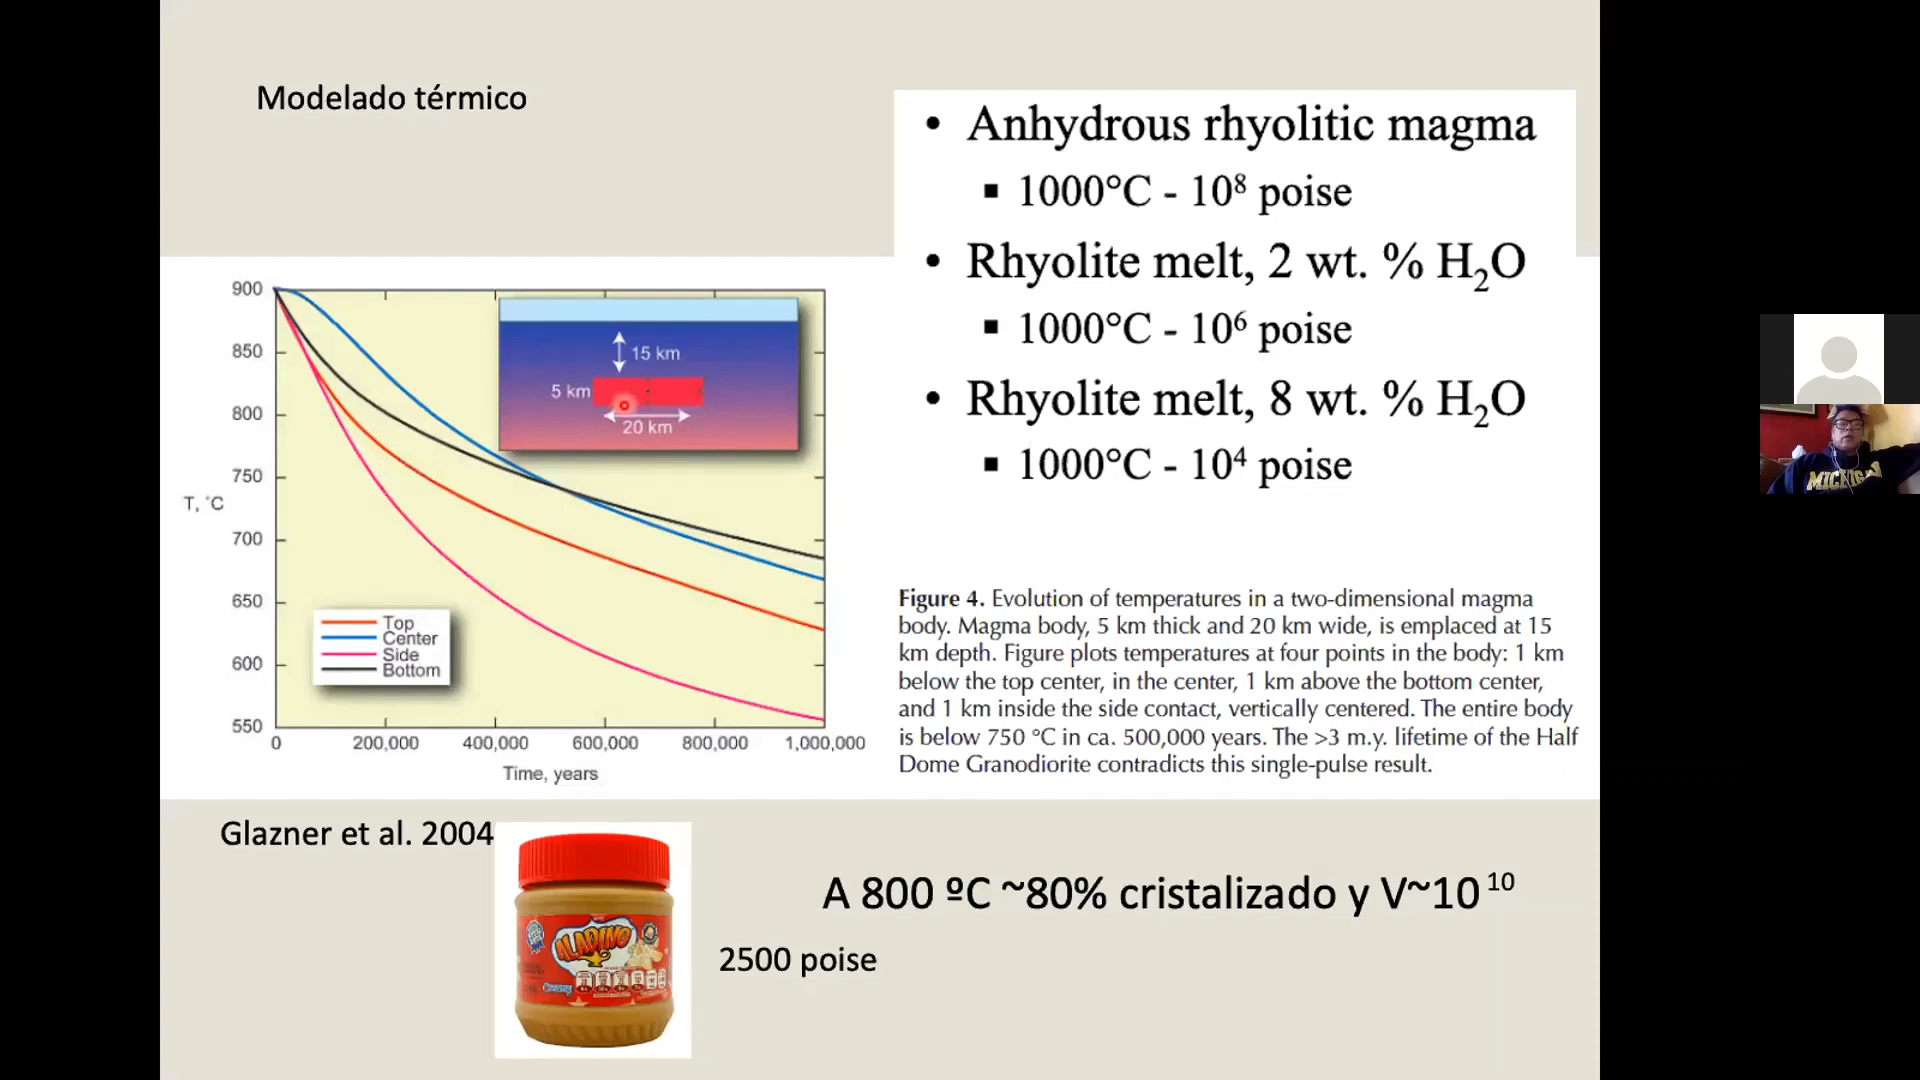 Modelado térmico
• Anhydrous rhyolitic magma
▪ 1000°C - 10⁸ poise
• Rhyolite melt, 2 wt. % H₂O
▪ 1000°C - 10⁶ poise
• Rhyolite melt, 8 wt. % H₂O
▪ 1000°C - 10⁴ poise
900
850
800
750
T, °C
700
650
600
550
0
200,000
400,000
600,000
800,000
1,000,000
Time, years
15 km
5 km
20 km
Top
Center
Side
Bottom
Figure 4. Evolution of temperatures in a two-dimensional magma
body. Magma body, 5 km thick and 20 km wide, is emplaced at 15
km depth. Figure plots temperatures at four points in the body: 1 km
below the top center, in the center, 1 km above the bottom center,
and 1 km inside the side contact, vertically centered. The entire body
is below 750 °C in ca. 500,000 years. The >3 m.y. lifetime of the Half
Dome Granodiorite contradicts this single-pulse result.
Glazner et al. 2004
ALADINO
Creamy
A 800 ºC ~80% cristalizado y V~10¹⁰
2500 poise